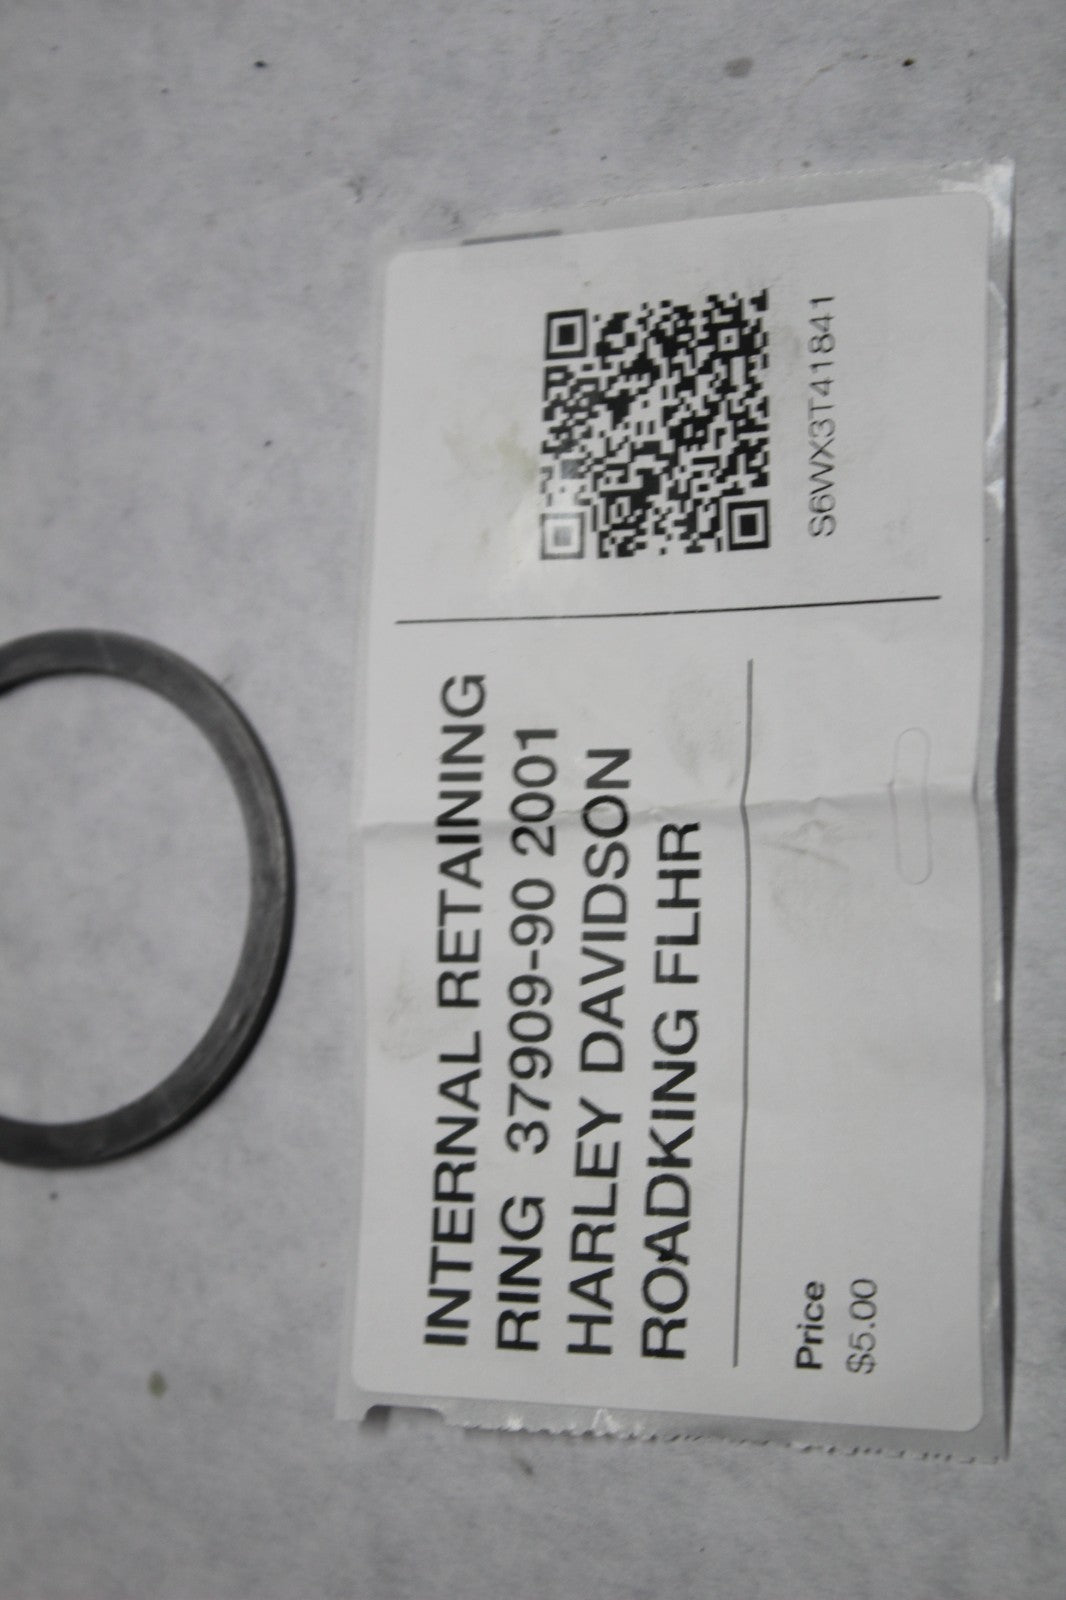 INTERNAL RETAINING
RING 37909-90 2001
HARLEY DAVIDSON
ROADKING FLHR
Price
$5.00
S6WX3T41841